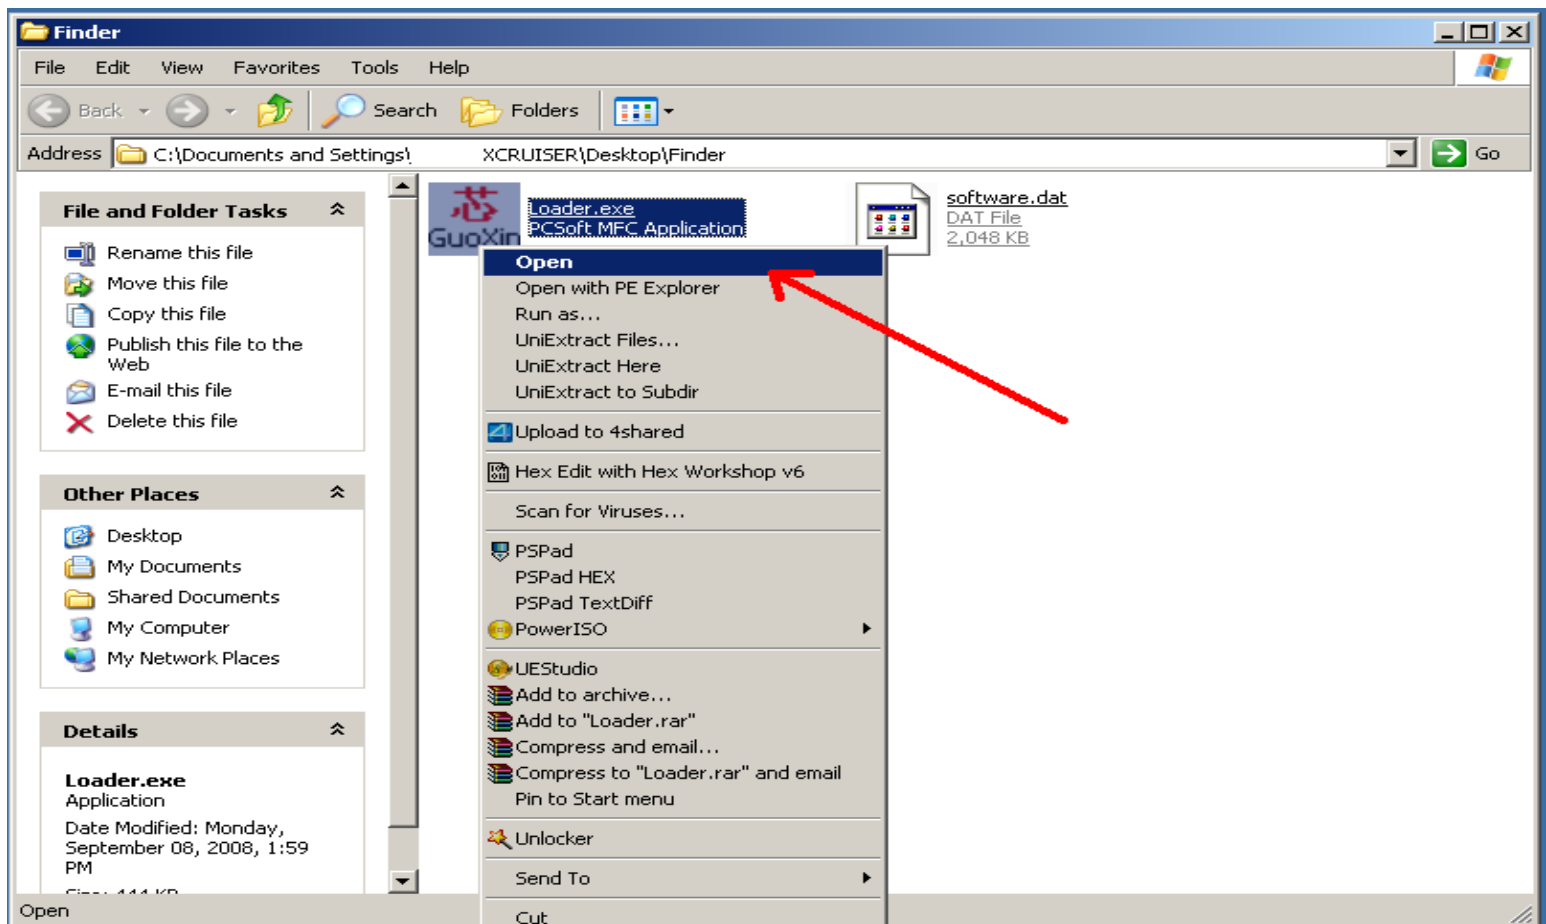 Finder
File Edit View Favorites Tools Help
Back Search Folders
Address C:\Documents and Settings\ XCRUISER\Desktop\Finder Go
File and Folder Tasks
Rename this file
Move this file
Copy this file
Publish this file to the
Web
E-mail this file
Delete this file
Other Places
Desktop
My Documents
Shared Documents
My Computer
My Network Places
Details
Loader.exe
Application
Date Modified: Monday,
September 08, 2008, 1:59
PM
芯
GuoXin
Loader.exe
PCSoft MFC Application
software.dat
DAT File
2,048 KB
Open
Open with PE Explorer
Run as...
UniExtract Files...
UniExtract Here
UniExtract to Subdir
Upload to 4shared
Hex Edit with Hex Workshop v6
Scan for Viruses...
PSPad
PSPad HEX
PSPad TextDiff
PowerISO
UEStudio
Add to archive...
Add to "Loader.rar"
Compress and email...
Compress to "Loader.rar" and email
Pin to Start menu
Unlocker
Send To
Cut
Open